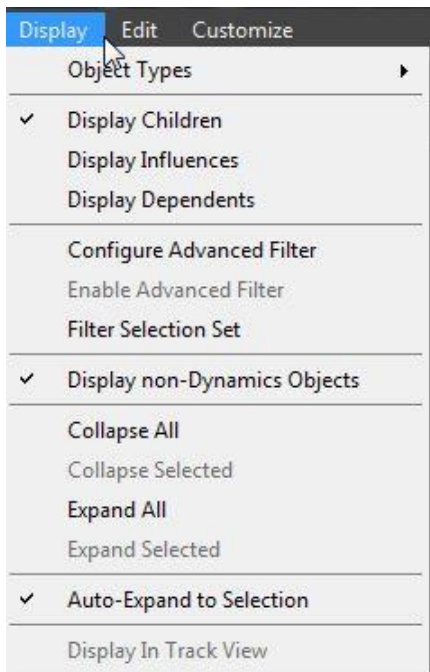 Display Edit Customize
Object Types
Display Children
Display Influences
Display Dependents
Configure Advanced Filter
Enable Advanced Filter
Filter Selection Set
Display non-Dynamics Objects
Collapse All
Collapse Selected
Expand All
Expand Selected
Auto-Expand to Selection
Display In Track View